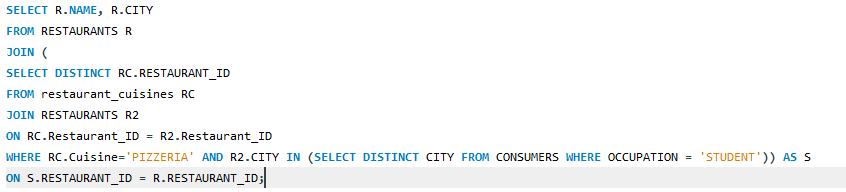 SELECT R.NAME, R.CITY
FROM RESTAURANTS R
JOIN (
SELECT DISTINCT RC.RESTAURANT_ID
FROM restaurant_cuisines RC
JOIN RESTAURANTS R2
ON RC.Restaurant_ID = R2.Restaurant_ID
WHERE RC.Cuisine='PIZZERIA' AND R2.CITY IN (SELECT DISTINCT CITY FROM CONSUMERS WHERE OCCUPATION = 'STUDENT')) AS S
ON S.RESTAURANT_ID = R.RESTAURANT_ID;